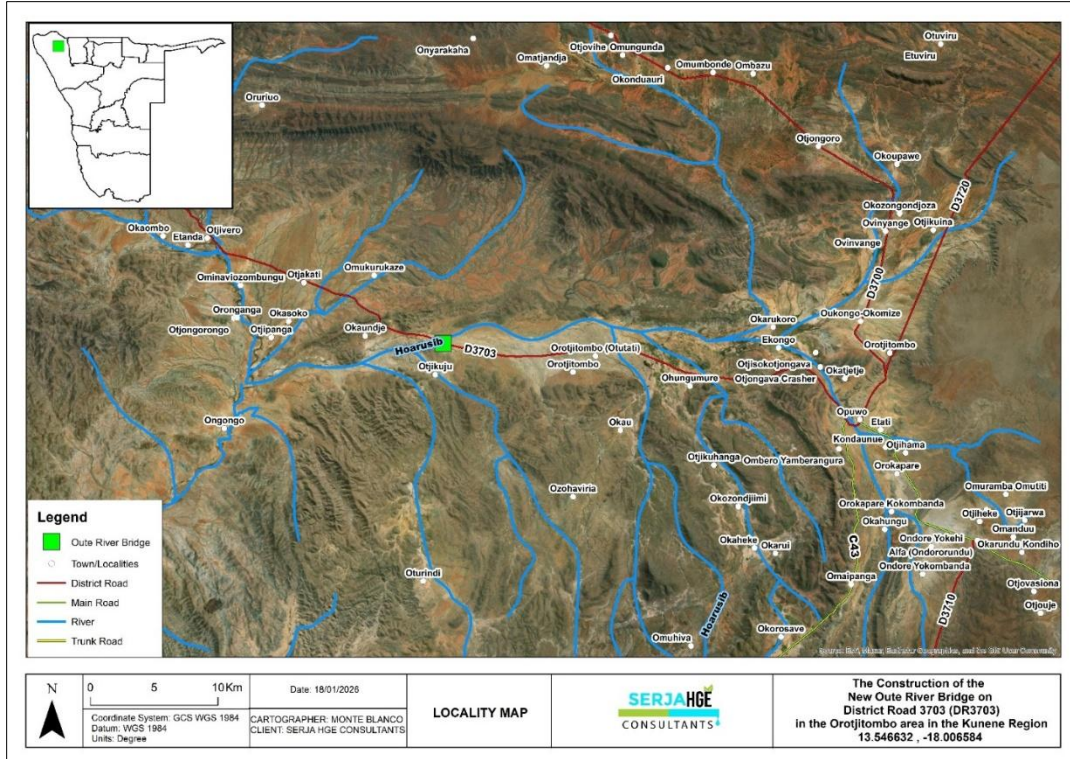 Onyarakaha
Otjovihe
Omungunda
Otuviru
Etuviru
Omatjandja
Okonduauri
Omumbonde
Ombazu
Oruriuo
Otjongoro
Okoupawe
D3720
Okozongondjoza
Ovinyange
Otjikuina
Ovinvange
Okaombo
Etanda
Otjivero
D3700
Ominaviozombungu
Otjakati
Omukurukaze
Oronganga
Okasoko
Otjongorongo
Otjipanga
Okaundje
Hoarusib
D3703
Okarukoro
Oukongo-Okomize
Ekongo
Orotjitombo (Otutati)
Orotjitombo
Otjikuju
Orotjitombo
Otjisokotjongava
Okatjetje
Ohungumure
Otjongava Crasher
Opuwo
Etati
Ongongo
Okau
Kondaunue
Otjihama
Otjikuhanga
Ombero Yamberangura
Orokapare
Ozohaviria
Okozondjiimi
Omuramba Omutiti
Orokapare Kokombanda
Otjiheke
Otjijarwa
Okahungu
Omanduu
Okaheke
Okarui
Ondore Yokehi
Okarundu Kondiho
Alfa (Ondororundu)
Ondore Yokombanda
C43
Oturindi
Omaipanga
Otjovasiona
Otjouje
D3710
Hoarusib
Omuhiva
Okorosave
Legend
Oute River Bridge
Town/Localities
District Road
Main Road
River
Trunk Road
N
0 5 10 Km
Coordinate System: GCS WGS 1984
Datum: WGS 1984
Units: Degree
Date: 18/01/2026
CARTOGRAPHER: MONTE BLANCO
CLIENT: SERJA HGE CONSULTANTS
LOCALITY MAP
SERJA HGE
CONSULTANTS
The Construction of the
New Oute River Bridge on
District Road 3703 (DR3703)
in the Orotjitombo area in the Kunene Region
13.546632 , -18.006584